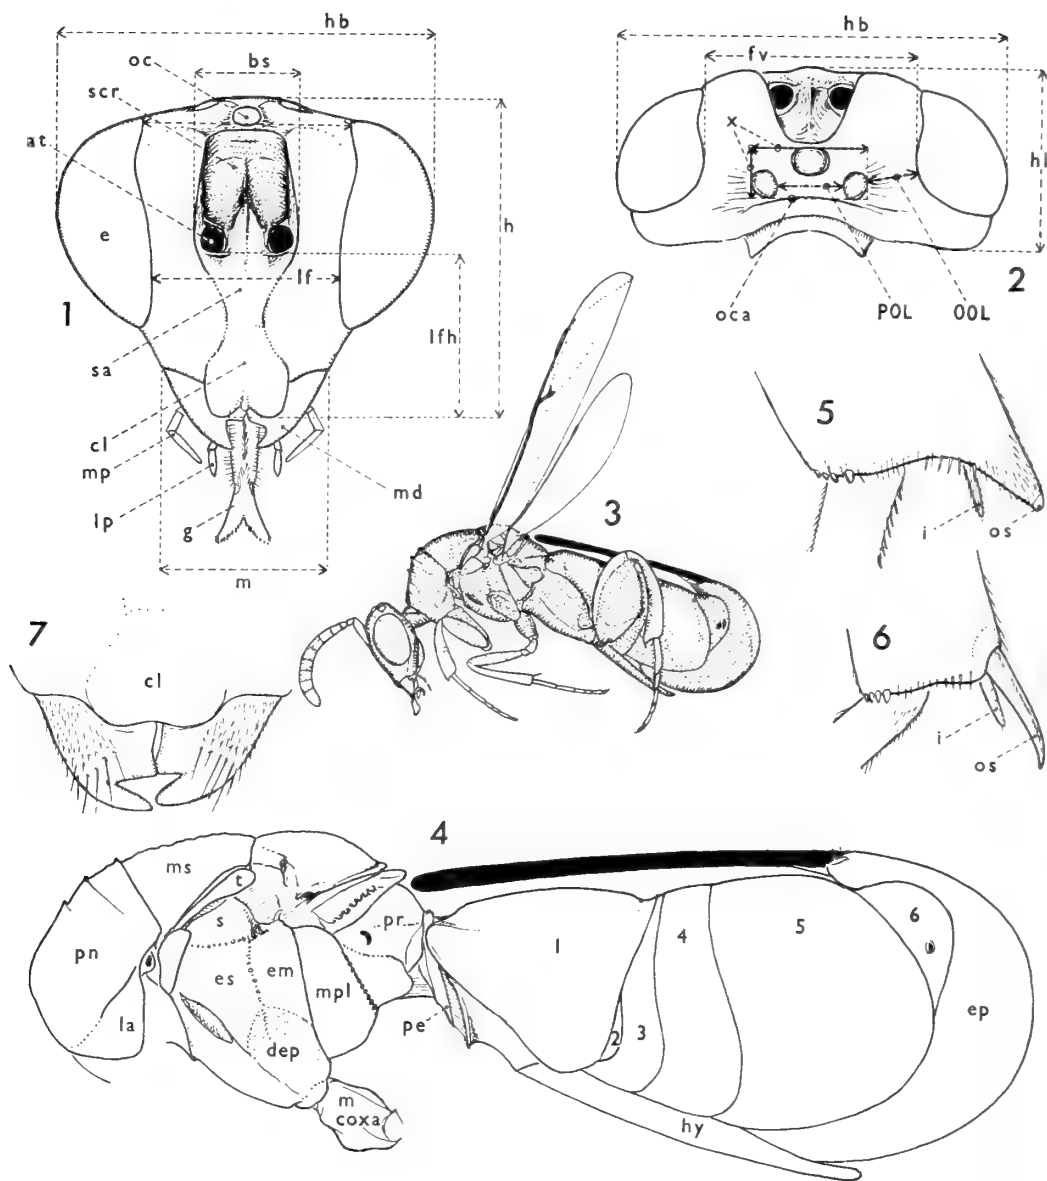 hb
oc
bs
scr
at
h
e
lf
1
lfh
sa
cl
mp
md
lp
g
m
hb
fv
x
hl
2
oca
POL
OOL
3
5
i
os
6
i
os
7
cl
4
ms
t
s
pn
pr
es
em
mpl
la
pe
dep
m
coxa
1
2
3
4
5
6
ep
hy